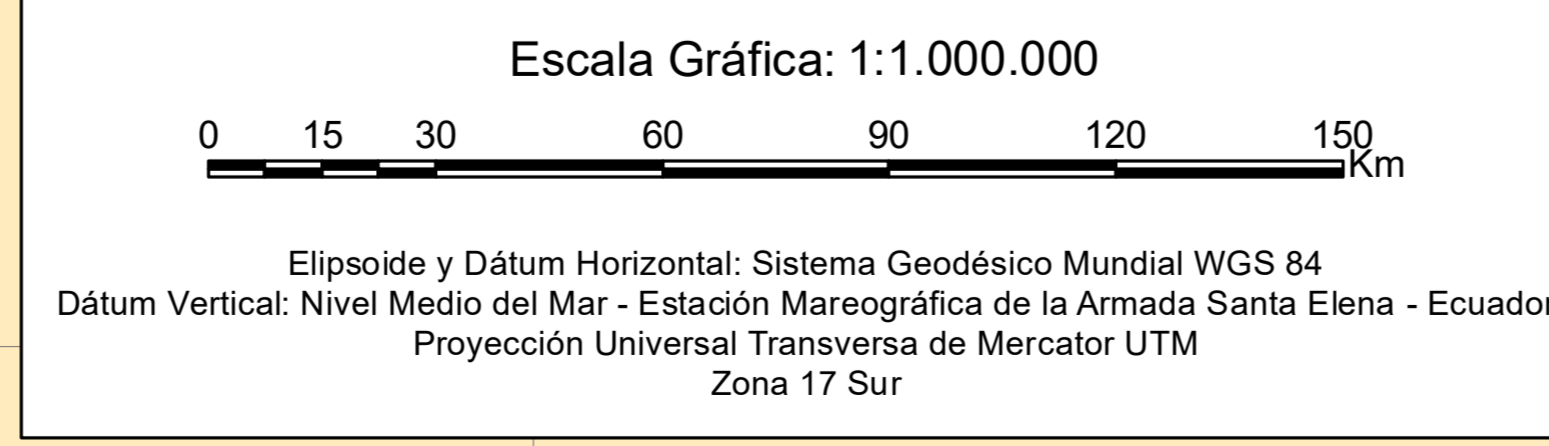 Escala Gráfica: 1:1.000.000
0 15 30 60 90 120 150
Km
Elipsoide y Dátum Horizontal: Sistema Geodésico Mundial WGS 84
Dátum Vertical: Nivel Medio del Mar - Estación Mareográfica de la Armada Santa Elena - Ecuador
Proyección Universal Transversa de Mercator UTM
Zona 17 Sur